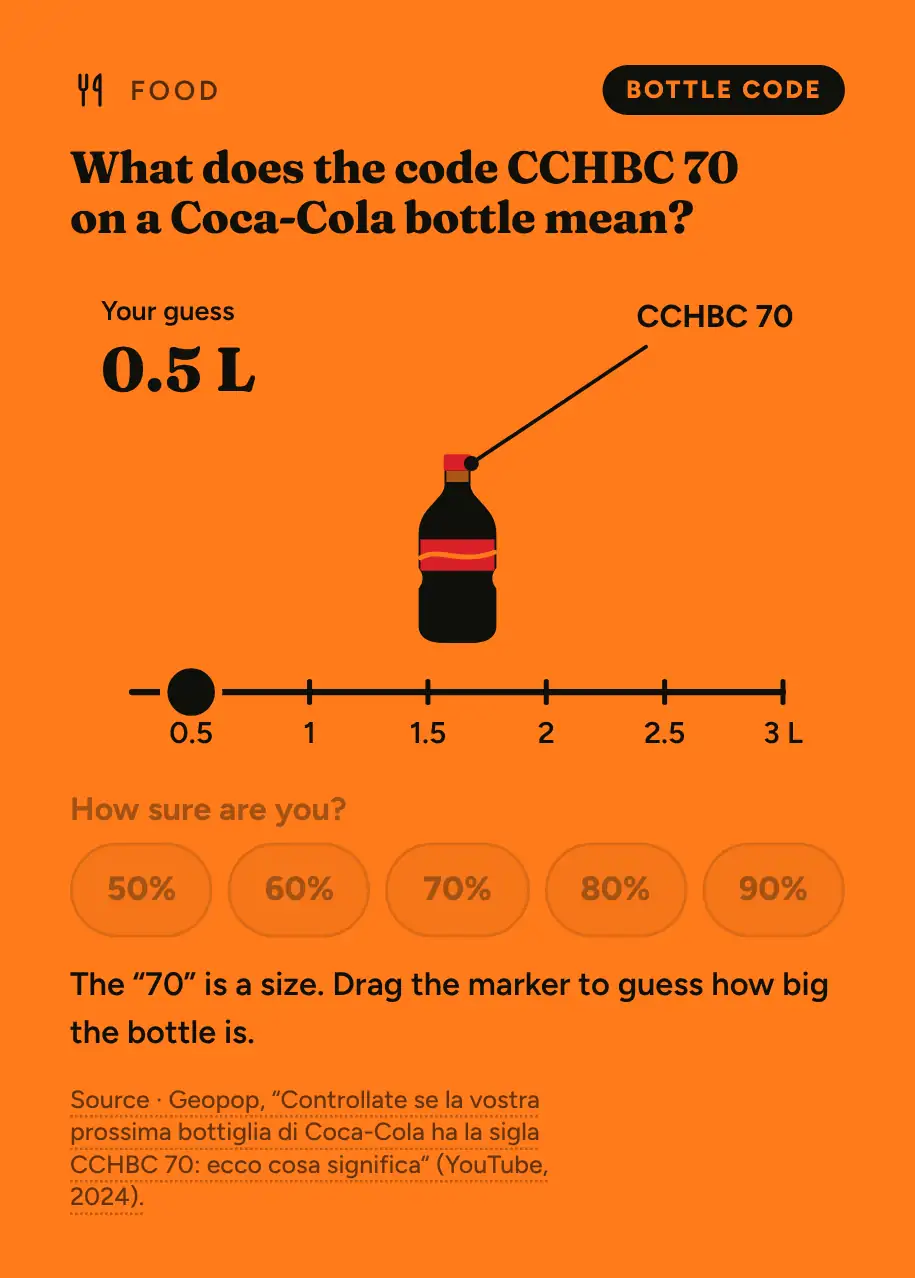 FOOD
BOTTLE CODE
What does the code CCHBC 70
on a Coca-Cola bottle mean?
Your guess
0.5 L
CCHBC 70
0.5
1
1.5
2
2.5
3 L
How sure are you?
50%
60%
70%
80%
90%
The “70” is a size. Drag the marker to guess how big
the bottle is.
Source · Geopop, “Controllate se la vostra
prossima bottiglia di Coca-Cola ha la sigla
CCHBC 70: ecco cosa significa” (YouTube,
2024).